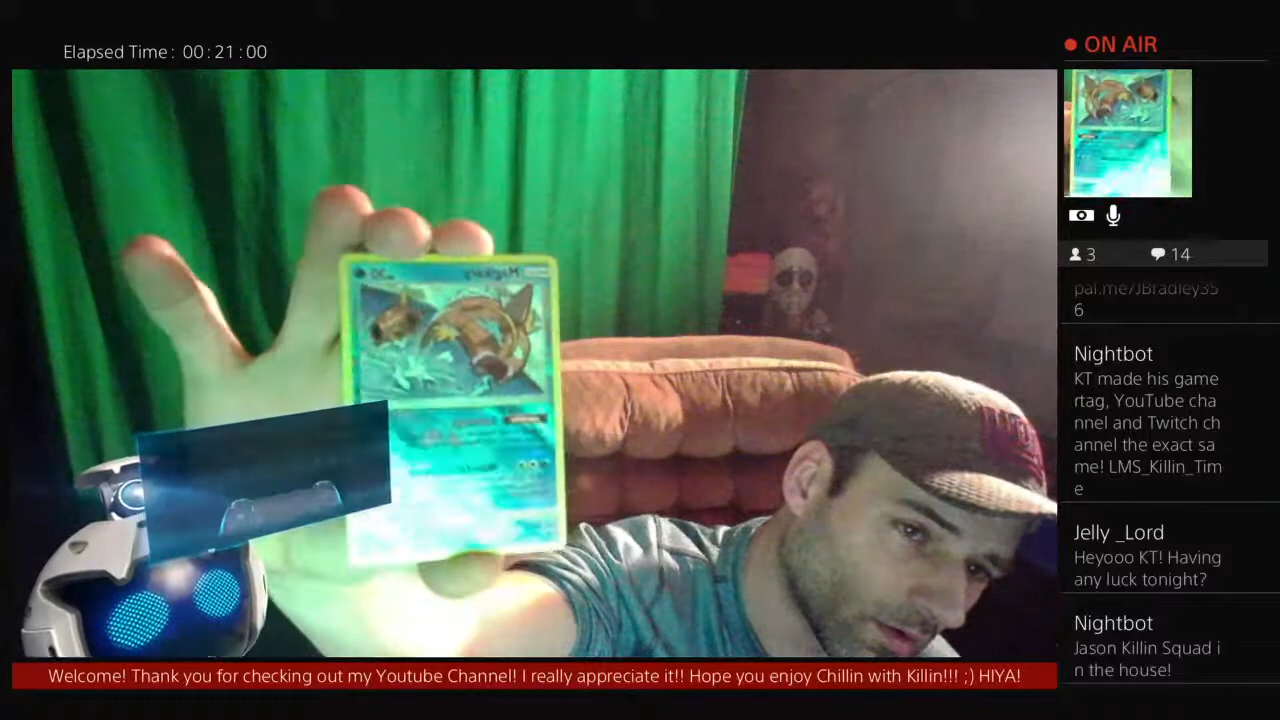 Elapsed Time: 00:21:00
ON AIR
3
14
pal.me/JBradley35
6
Nightbot
KT made his game
rtag, YouTube cha
nnel and Twitch ch
annel the exact sa
me! LMS_Killin_Tim
e
Jelly _Lord
Heyooo KT! Having
any luck tonight?
Nightbot
Jason Killin Squad i
n the house!
Magikarp
30
Welcome! Thank you for checking out my Youtube Channel! I really appreciate it!! Hope you enjoy Chillin with Killin!!! ;) HIYA!